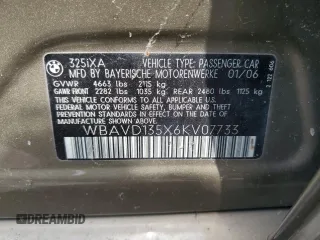 BMW
325iXA VEHICLE TYPE: PASSENGER CAR
MFD BY BAYERISCHE MOTORENWERKE 01/06
GVWR 4663 lbs 2115 kg
GAWR FRONT 2282 lbs 1035 KG REAR 2480 lbs 1125 kg
THIS VEHICLE CONFORMS TO ALL APPLICABLE
FEDERAL MOTOR VEHICLE SAFETY,
BUMPER, AND THEFT PREVENTION STANDARDS
IN EFFECT ON THE DATE OF
MANUFACTURE SHOWN ABOVE.
WBAVD135X6KV07733
DIAMONDBID